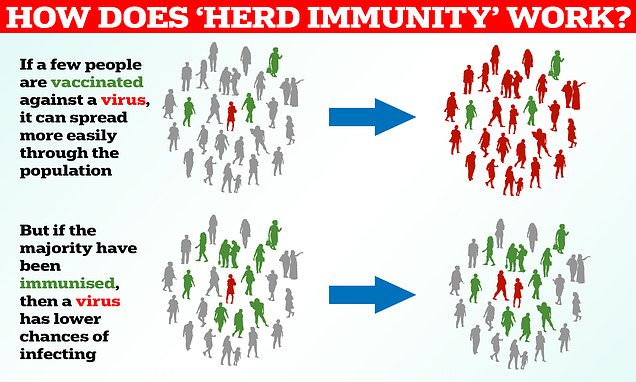 HOW DOES ‘HERD IMMUNITY’ WORK?
If a few people
are vaccinated
against a virus,
it can spread
more easily
through the
population
But if the
majority have
been
immunised,
then a virus
has lower
chances of
infecting